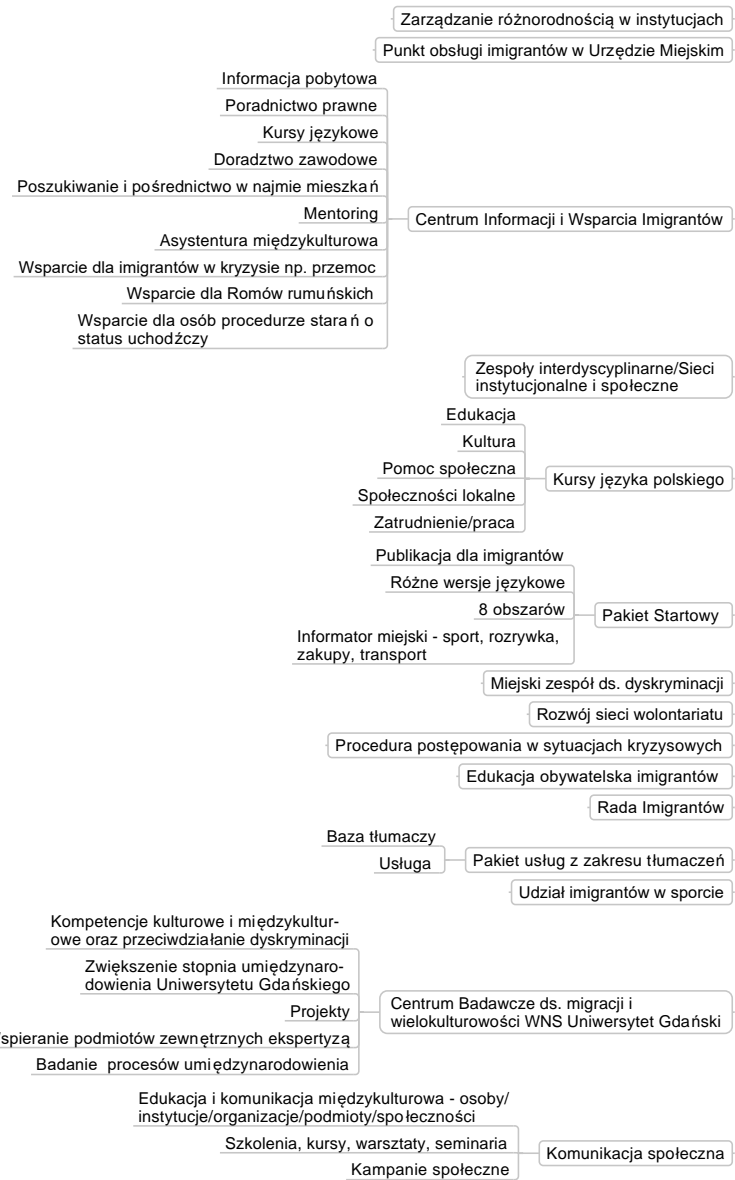 Zarządzanie różnorodnością w instytucjach
Punkt obsługi imigrantów w Urzędzie Miejskim
Informacja pobytowa
Poradnictwo prawne
Kursy językowe
Doradztwo zawodowe
Poszukiwanie i pośrednictwo w najmie mieszkań
Mentoring
Asystentura międzykulturowa
Wsparcie dla imigrantów w kryzysie np. przemoc
Wsparcie dla Romów rumuńskich
Wsparcie dla osób procedurze starań o
status uchodźczy
Centrum Informacji i Wsparcia Imigrantów
Zespoły interdyscyplinarne/Sieci
instytucjonalne i społeczne
Edukacja
Kultura
Pomoc społeczna
Społeczności lokalne
Zatrudnienie/praca
Kursy języka polskiego
Publikacja dla imigrantów
Różne wersje językowe
8 obszarów
Informator miejski - sport, rozrywka,
zakupy, transport
Pakiet Startowy
Miejski zespół ds. dyskryminacji
Rozwój sieci wolontariatu
Procedura postępowania w sytuacjach kryzysowych
Edukacja obywatelska imigrantów
Rada Imigrantów
Baza tłumaczy
Usługa
Pakiet usług z zakresu tłumaczeń
Udział imigrantów w sporcie
Kompetencje kulturowe i międzykultur-
owe oraz przeciwdziałanie dyskryminacji
Zwiększenie stopnia umiędzynaro-
dowienia Uniwersytetu Gdańskiego
Projekty
spieranie podmiotów zewnętrznych ekspertyzą
Badanie procesów umiędzynarodowienia
Centrum Badawcze ds. migracji i
wielokulturowości WNS Uniwersytet Gdański
Edukacja i komunikacja międzykulturowa - osoby/
instytucje/organizacje/podmioty/społeczności
Szkolenia, kursy, warsztaty, seminaria
Kampanie społeczne
Komunikacja społeczna